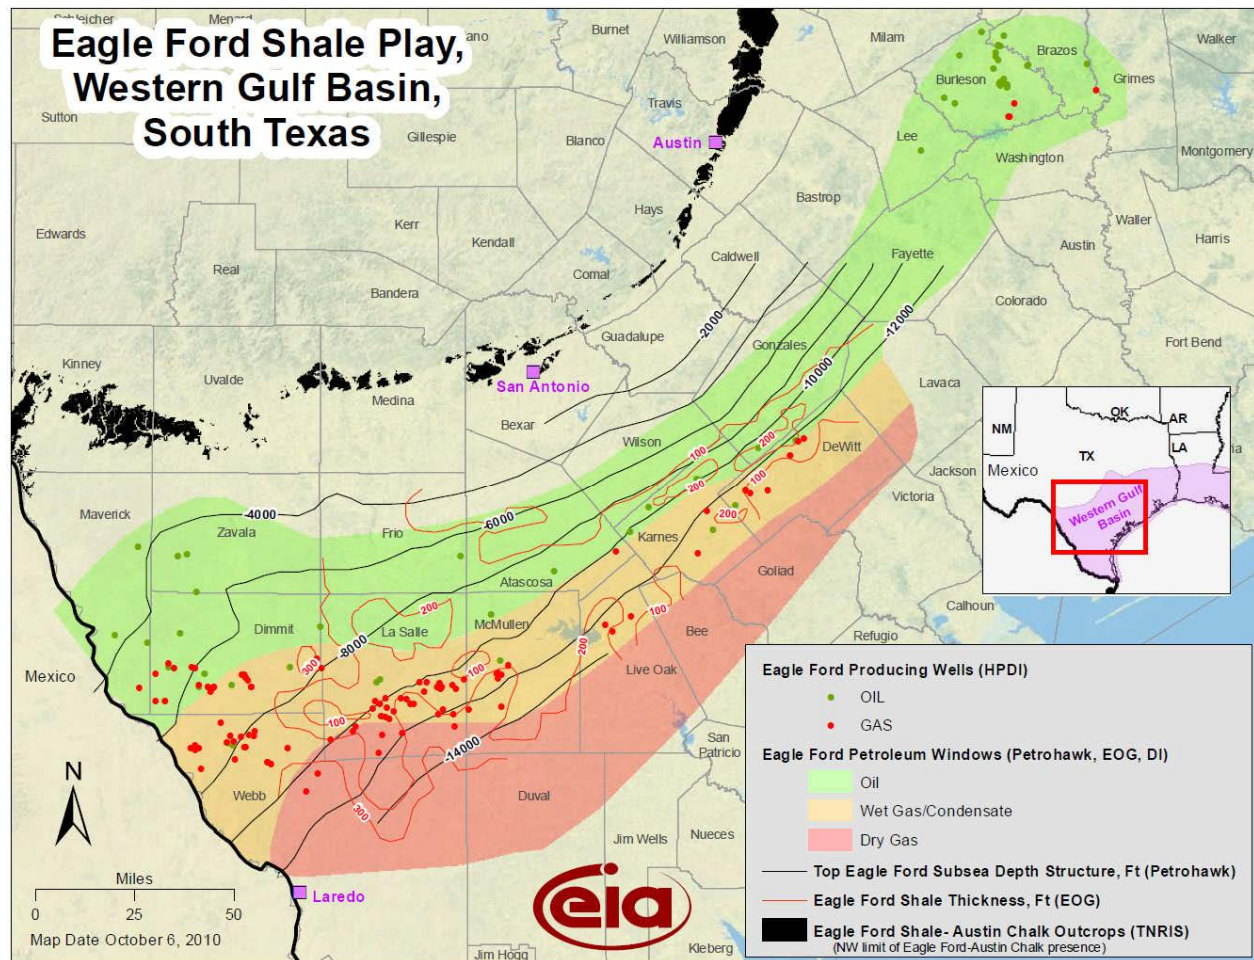 Eagle Ford Shale Play,
Western Gulf Basin,
South Texas
Schleicher
Menard
Burnet
Williamson
Milam
Brazos
Walker
Sutton
Gillespie
Blanco
Travis
Austin
Burleson
Grimes
Lee
Washington
Montgomery
Edwards
Kerr
Kendall
Hays
Bastrop
Waller
Harris
Real
Bandera
Comal
Caldwell
Fayette
Austin
Colorado
Guadalupe
-2000
-12000
Gonzales
Fort Bend
Kinney
Uvalde
San Antonio
-10000
Lavaca
Medina
Bexar
Wilson
100
200
DeWitt
Jackson
Victoria
Maverick
-4000
Zavala
Frio
-6000
200
100
200
Karnes
Goliad
Atascosa
Calhoun
Dimmit
200
La Salle
McMullen
100
Bee
Refugio
-8000
300
100
200
Live Oak
Mexico
100
-14000
San
Patricio
Webb
300
Duval
Jim Wells
Nueces
Laredo
Kleberg
Jim Hogg
NM
OK
AR
TX
LA
Mexico
Western Gulf
Basin
N
Miles
0 25 50
Map Date October 6, 2010
eia
Eagle Ford Producing Wells (HPDI)
OIL
GAS
Eagle Ford Petroleum Windows (Petrohawk, EOG, DI)
Oil
Wet Gas/Condensate
Dry Gas
Top Eagle Ford Subsea Depth Structure, Ft (Petrohawk)
Eagle Ford Shale Thickness, Ft (EOG)
Eagle Ford Shale- Austin Chalk Outcrops (TNRIS)
(NW limit of Eagle Ford-Austin Chalk presence)